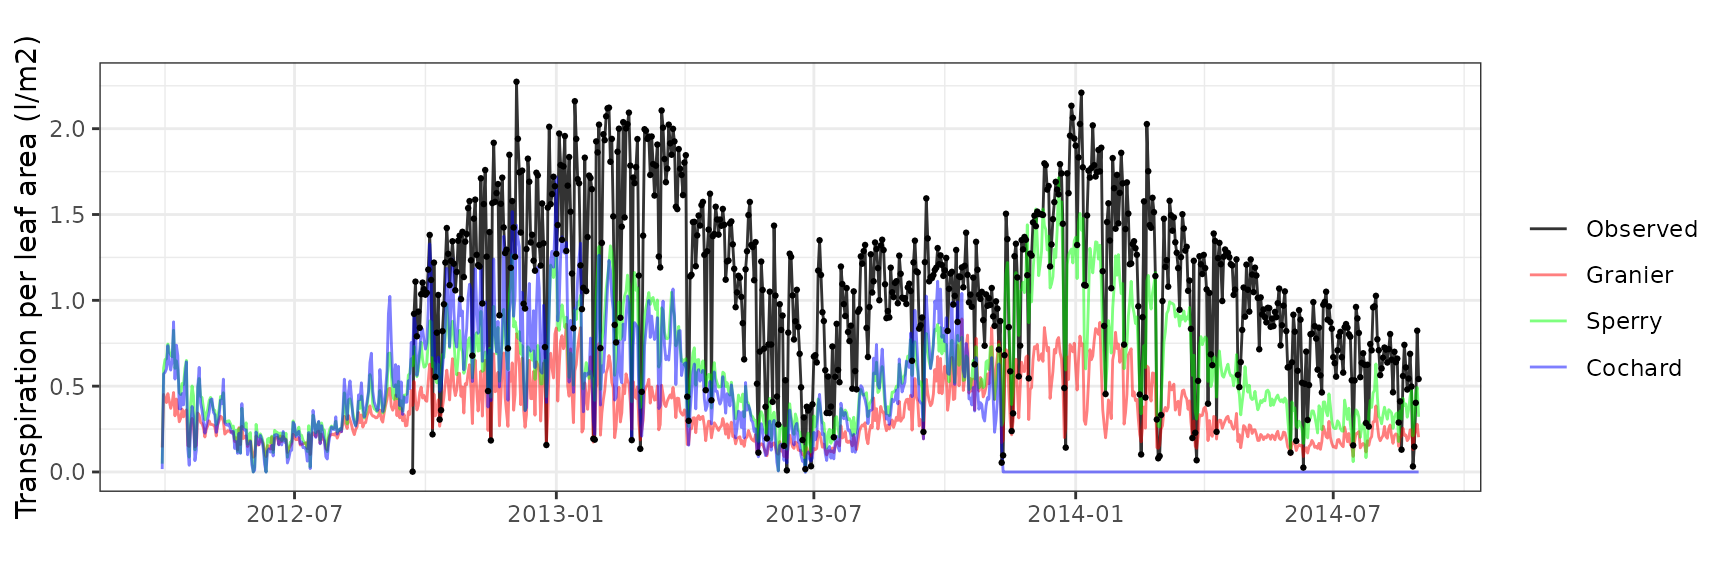 Transpiration per leaf area (l/m2)
2.0
1.5
1.0
0.5
0.0
2012-07
2013-01
2013-07
2014-01
2014-07
Observed
Granier
Sperry
Cochard